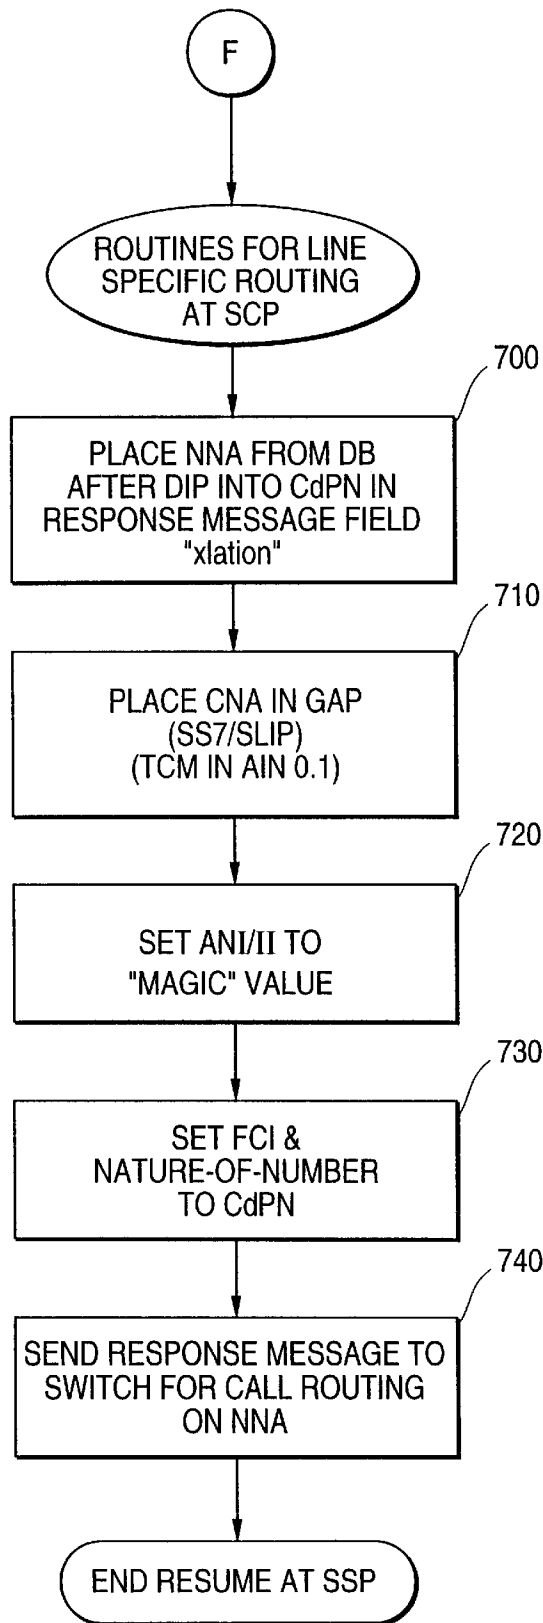 F
ROUTINES FOR LINE
SPECIFIC ROUTING
AT SCP
700
PLACE NNA FROM DB
AFTER DIP INTO CdPN IN
RESPONSE MESSAGE FIELD
"xlation"
710
PLACE CNA IN GAP
(SS7/SLIP)
(TCM IN AIN 0.1)
720
SET ANI/II TO
"MAGIC" VALUE
730
SET FCI &
NATURE-OF-NUMBER
TO CdPN
740
SEND RESPONSE MESSAGE TO
SWITCH FOR CALL ROUTING
ON NNA
END RESUME AT SSP